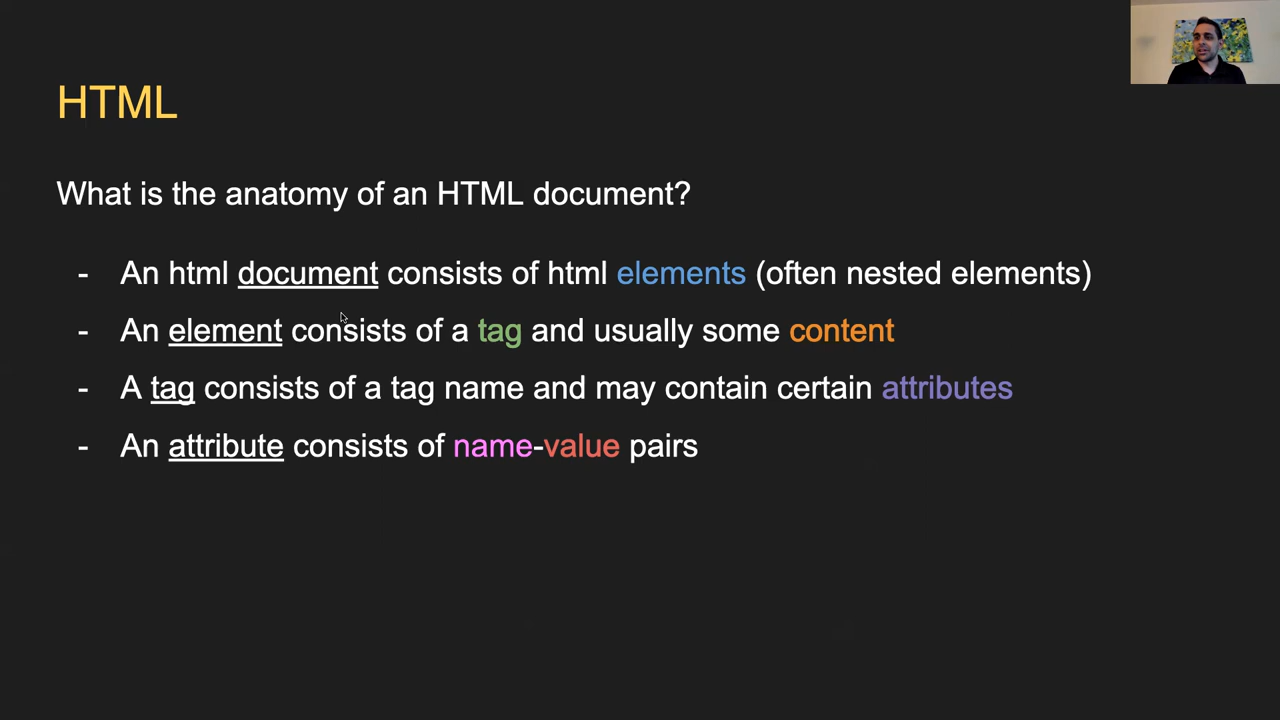 HTML
What is the anatomy of an HTML document?
- An html document consists of html elements (often nested elements)
- An element consists of a tag and usually some content
- A tag consists of a tag name and may contain certain attributes
- An attribute consists of name-value pairs